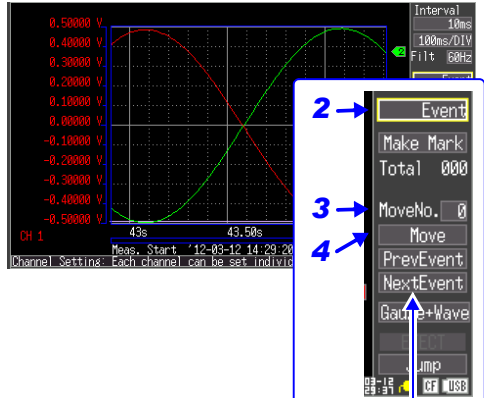 Interval
10ms
100ms/DIV
Filt 60Hz
0.50000 V
0.40000 V
0.30000 V
0.20000 V
0.10000 V
0.00000 V
-0.10000 V
-0.20000 V
-0.30000 V
-0.40000 V
-0.50000 V
2
CH 1
43s
43.50s
Meas. Start 12-03-12 14:29:20
Channel Setting: Each channel can be set individ
2
Event
Make Mark
Total 000
3
MoveNo. 0
4
Move
PrevEvent
NextEvent
Gauge+Wave
Jump
CF USB